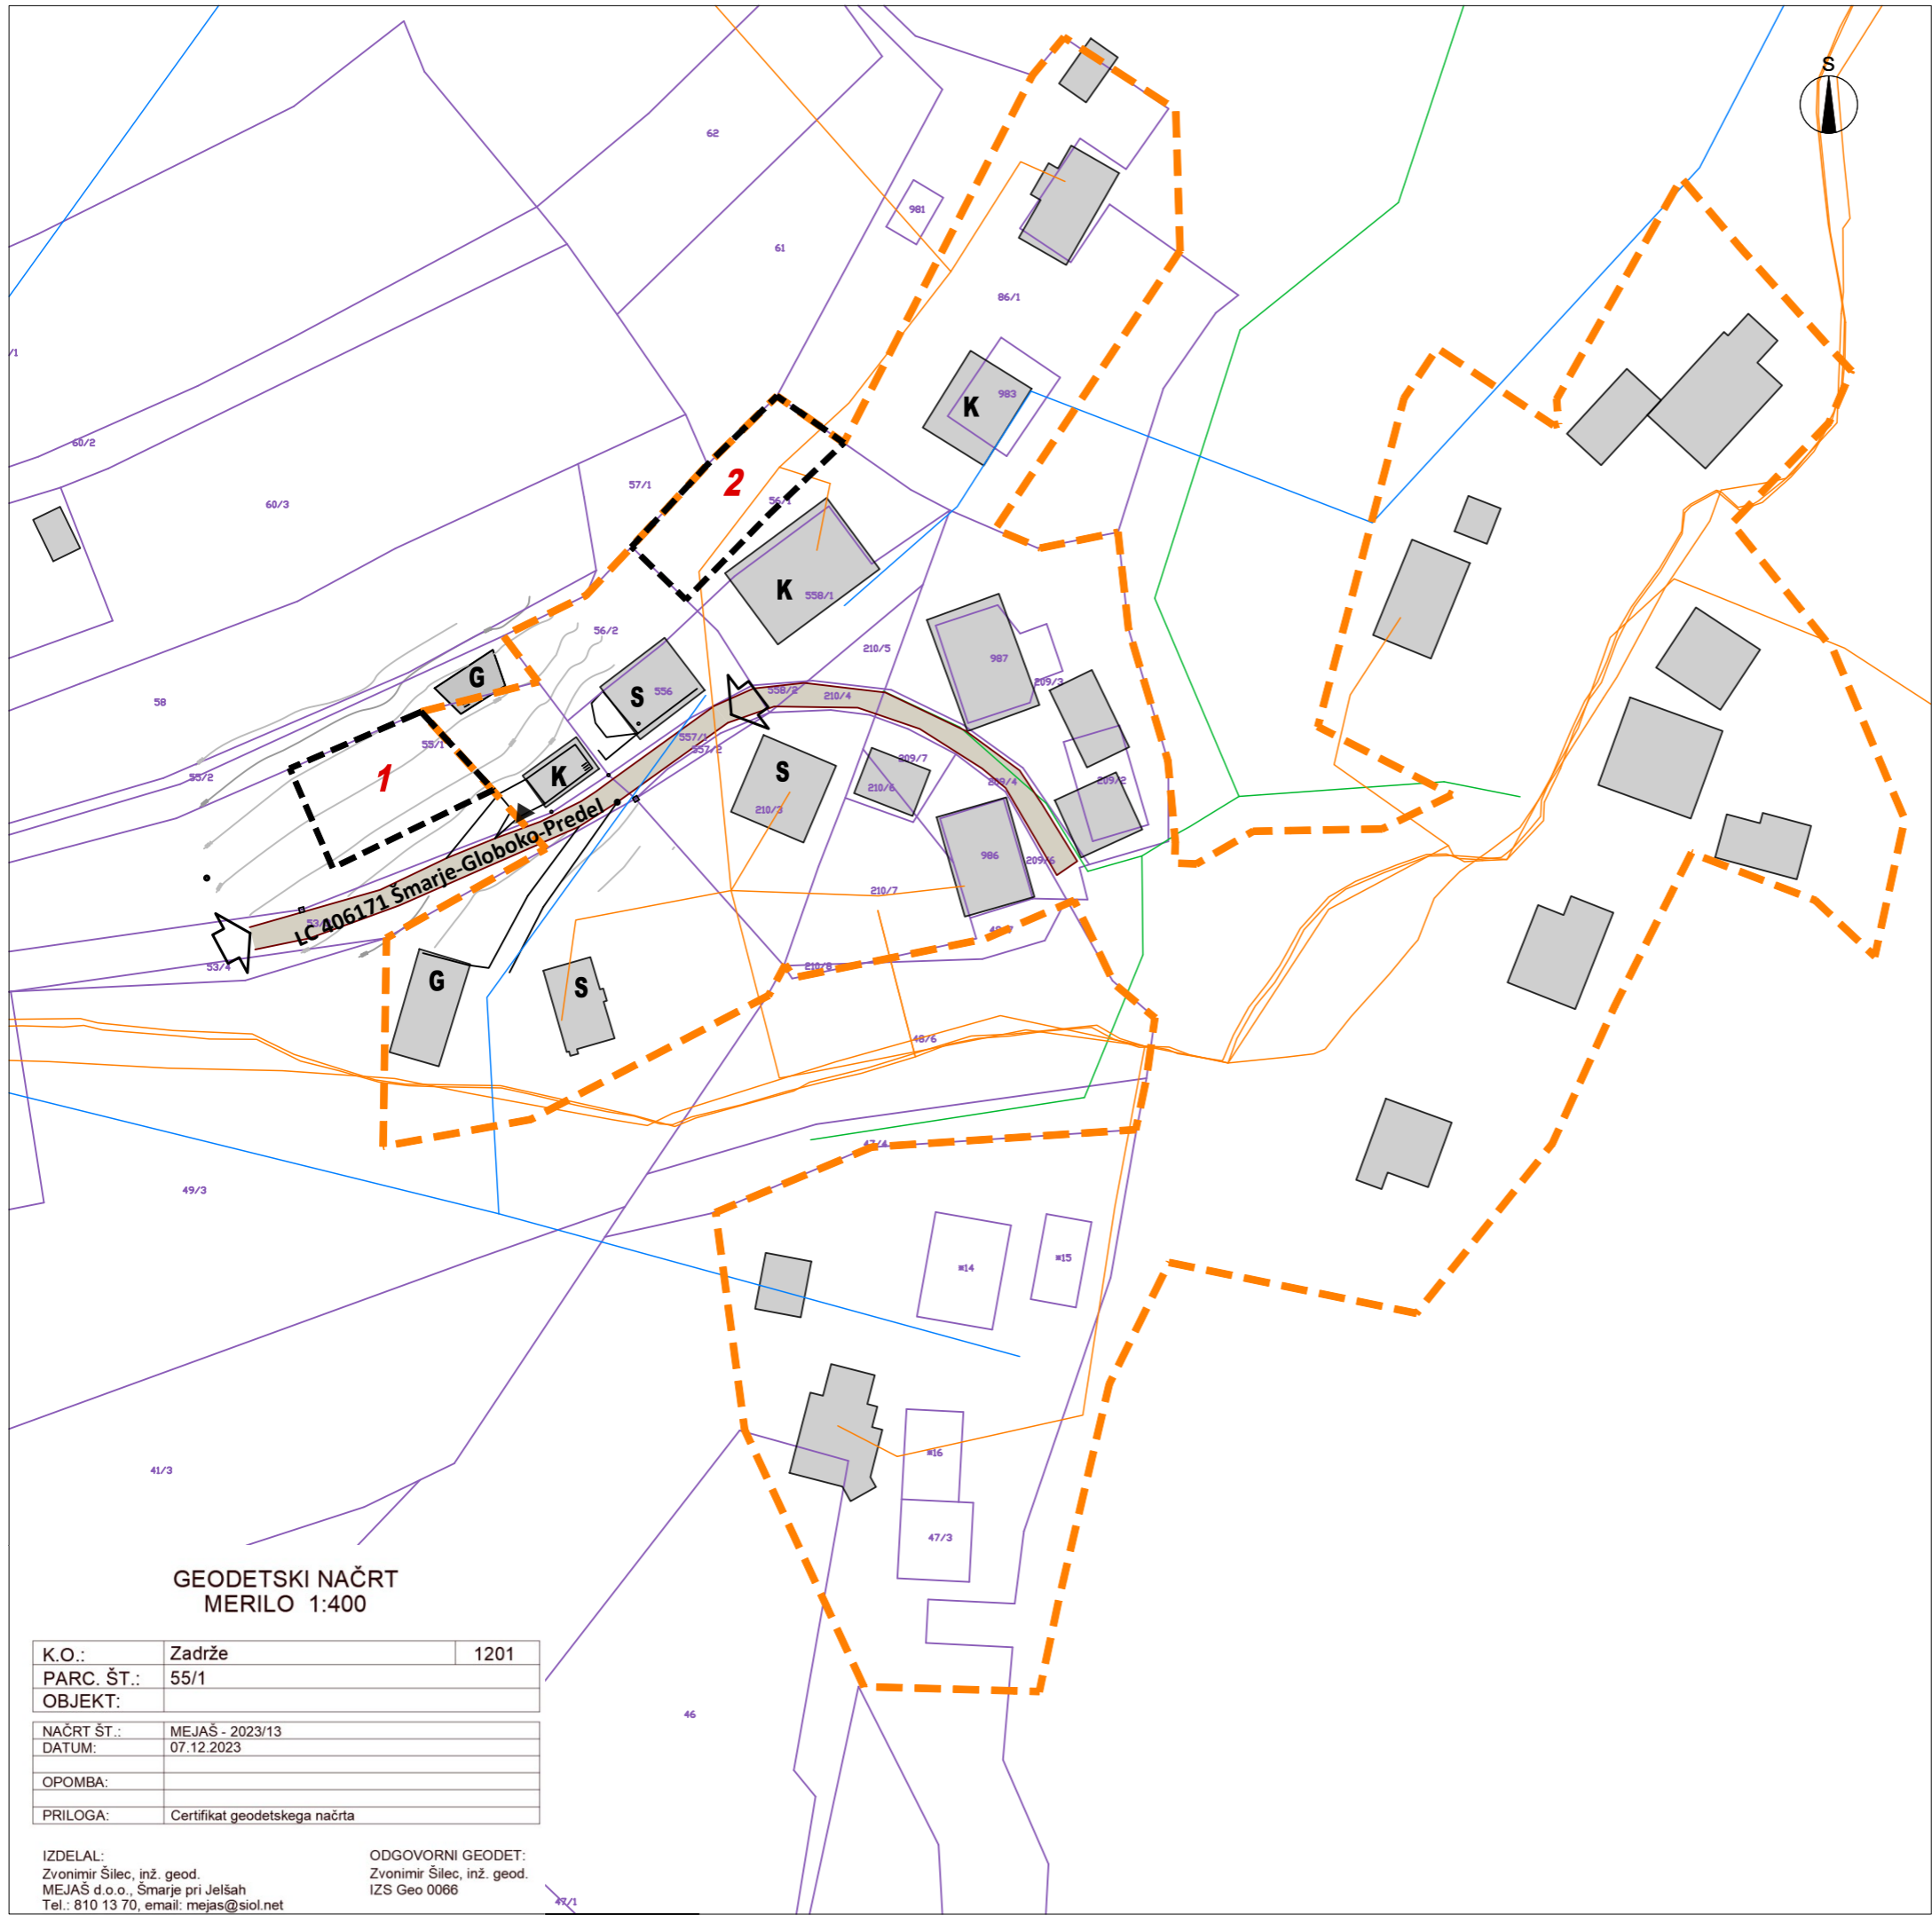 S
62
981
61
86/1
/1
983
K
60/2
57/1
2
56/1
60/3
K
558/1
56/2
210/5
987
G
S
556
209/3
58
558/2
210/4
55/1
557/1
557/2
209/7
55/2
1
K
S
210/6
209/4
209/2
210/3
LC 406171 Šmarje-Globoko-Predel
986
209/6
210/7
53/4
G
S
210/8
48/6
47/4
49/3
#15
#14
41/3
#16
47/3
46
47/1
GEODETSKI NAČRT
MERILO 1:400
K.O.: Zadrže 1201
PARC. ŠT.: 55/1
OBJEKT:
NAČRT ŠT.: MEJAŠ - 2023/13
DATUM: 07.12.2023
OPOMBA:
PRILOGA: Certifikat geodetskega načrta
IZDELAL:
Zvonimir Šilec, inž. geod.
MEJAŠ d.o.o., Šmarje pri Jelšah
Tel.: 810 13 70, email: mejas@siol.net
ODGOVORNI GEODET:
Zvonimir Šilec, inž. geod.
IZS Geo 0066